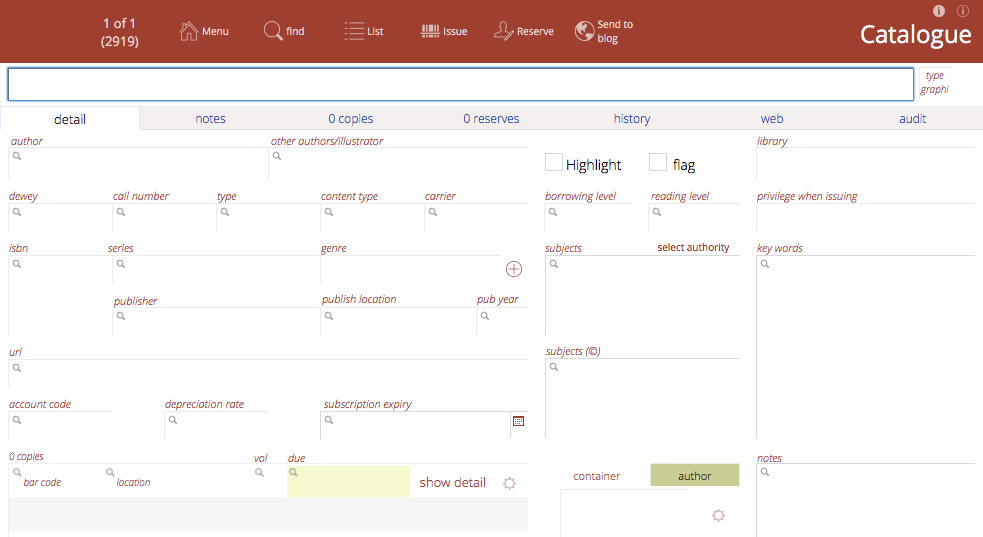 1 of 1
(2919)
Menu
find
List
Issue
Reserve
Send to
blog
Catalogue
type
graphi
detail
notes
0 copies
0 reserves
history
web
audit
author
other authors/illustrator
Highlight
flag
library
dewey
call number
type
content type
carrier
borrowing level
reading level
privilege when issuing
isbn
series
genre
subjects
select authority
key words
publisher
publish location
pub year
url
subjects (©)
account code
depreciation rate
subscription expiry
0 copies
vol
due
bar code
location
show detail
container
author
notes